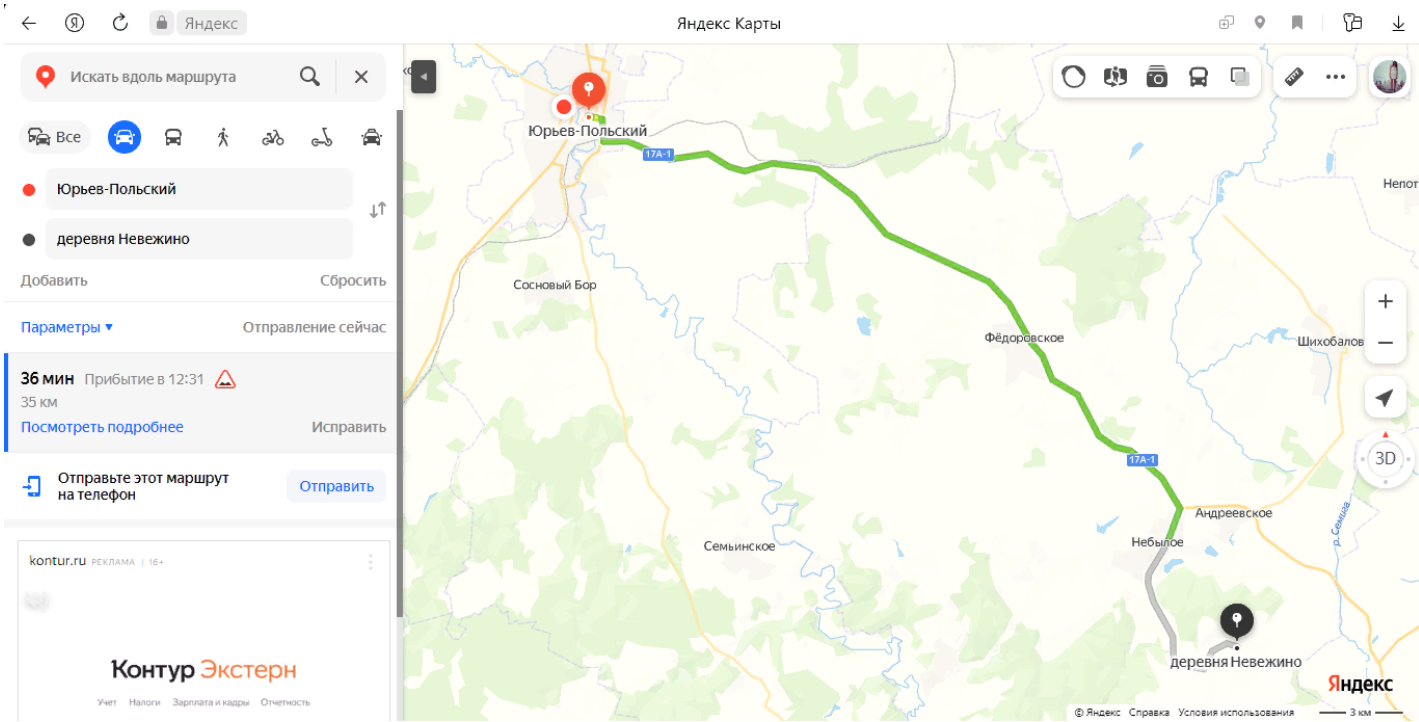 Яндекс
Яндекс Карты
Искать вдоль маршрута
Все
Юрьев-Польский
деревня Невежино
Добавить
Сбросить
Параметры
Отправление сейчас
36 мин Прибытие в 12:31
35 км
Посмотреть подробнее
Исправить
Отправьте этот маршрут
на телефон
Отправить
kontur.ru РЕКЛАМА | 16+
Контур Экстерн
Учет Налоги Зарплата и кадры Отчетность
Юрьев-Польский
17А-1
Непот
Сосновый Бор
Фёдоровское
Шихобалов
17А-1
3D
Андреевское
р. Семига
Небылое
Семьинское
деревня Невежино
Яндекс
© Яндекс Справка Условия использования
3 км